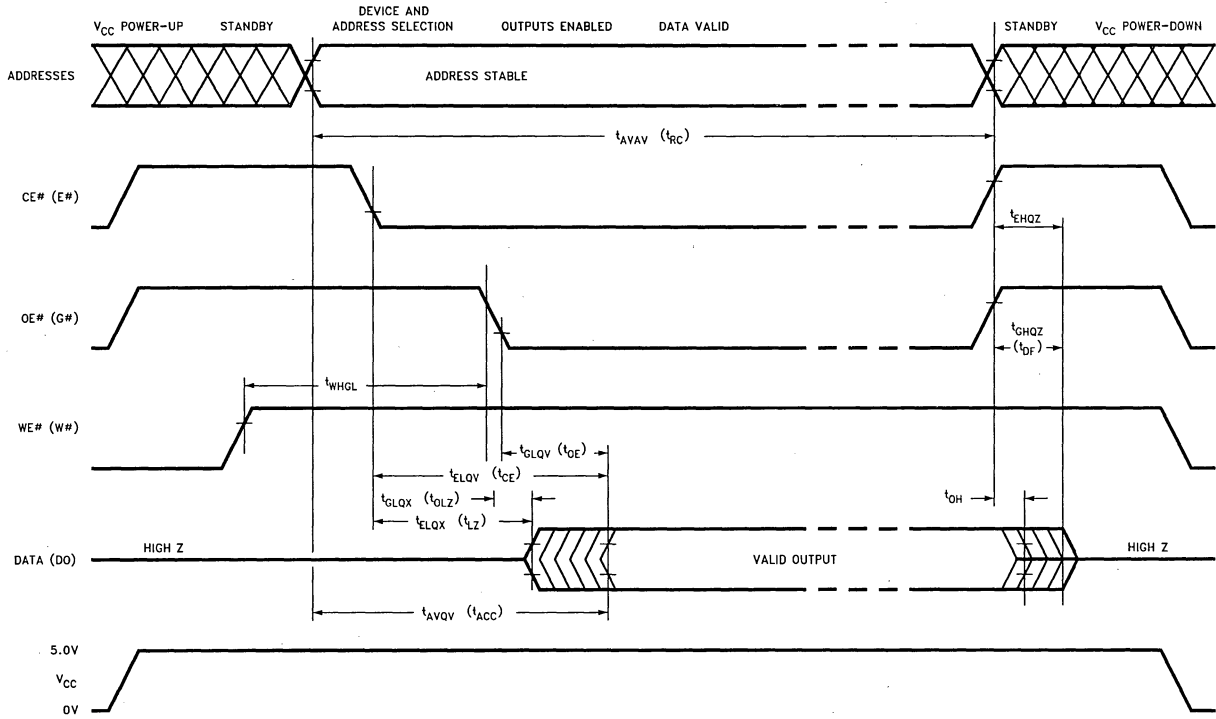 V_CC POWER-UP STANDBY DEVICE AND ADDRESS SELECTION OUTPUTS ENABLED DATA VALID STANDBY V_CC POWER-DOWN
ADDRESSES ADDRESS STABLE
t_AVAV (t_RC)
CE# (E#)
t_EHQZ
OE# (G#)
t_GHQZ (t_DF)
t_WHGL
WE# (W#)
t_GLQV (t_OE)
t_ELQV (t_CE)
t_GLQX (t_OLZ) t_OH
t_ELQX (t_LZ)
HIGH Z HIGH Z
DATA (DQ) VALID OUTPUT
t_AVQV (t_ACC)
5.0V
V_CC
0V